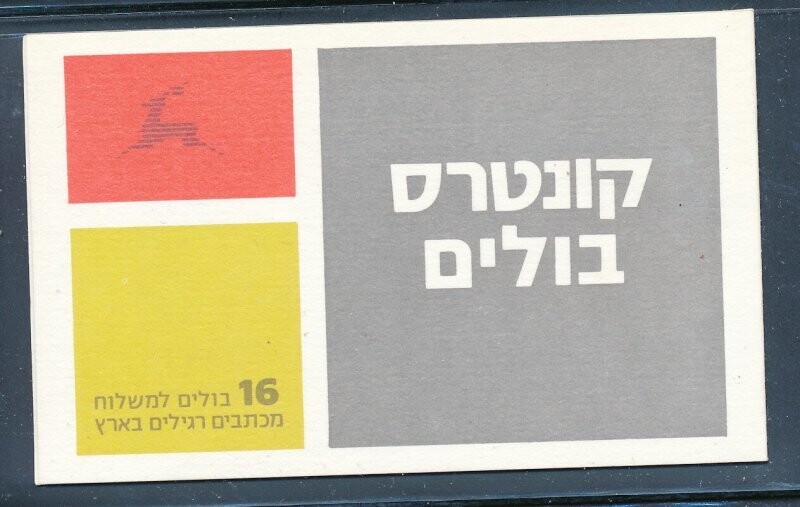 קונטרס
בולים
16 בולים למשלוח
מכתבים רגילים בארץ